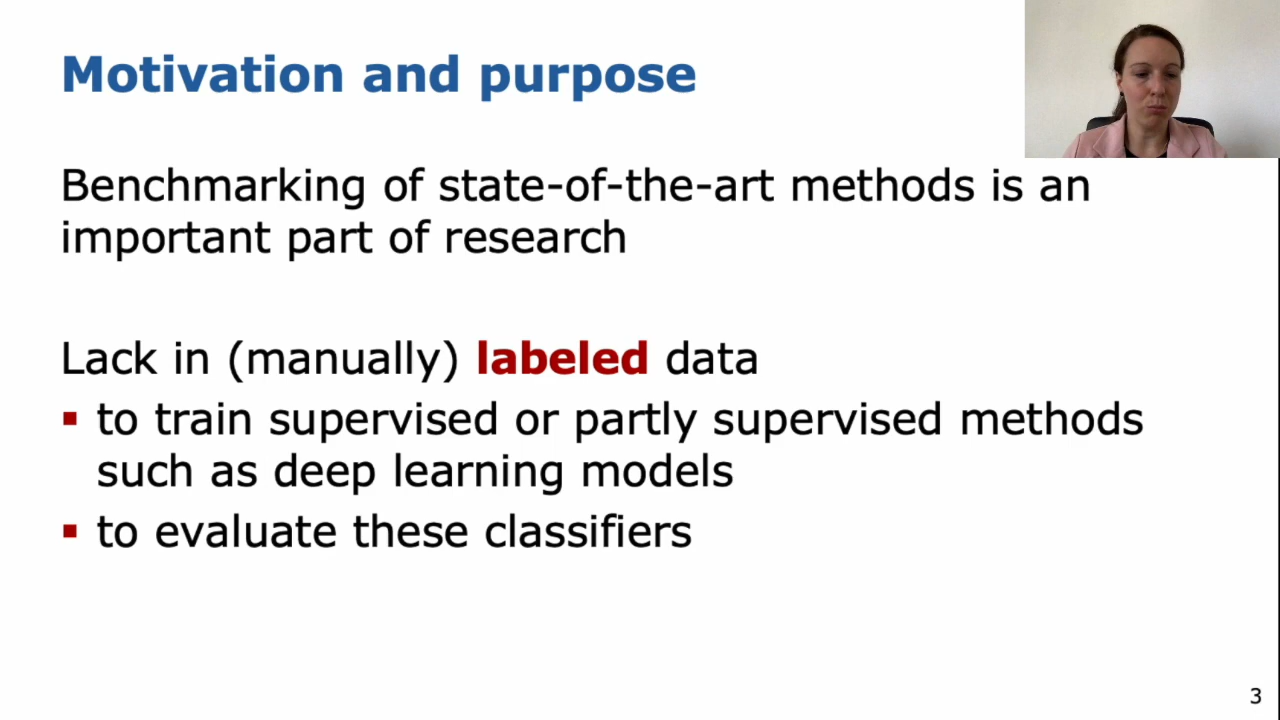 Motivation and purpose
Benchmarking of state-of-the-art methods is an
important part of research
Lack in (manually) labeled data
▪ to train supervised or partly supervised methods
such as deep learning models
▪ to evaluate these classifiers
3